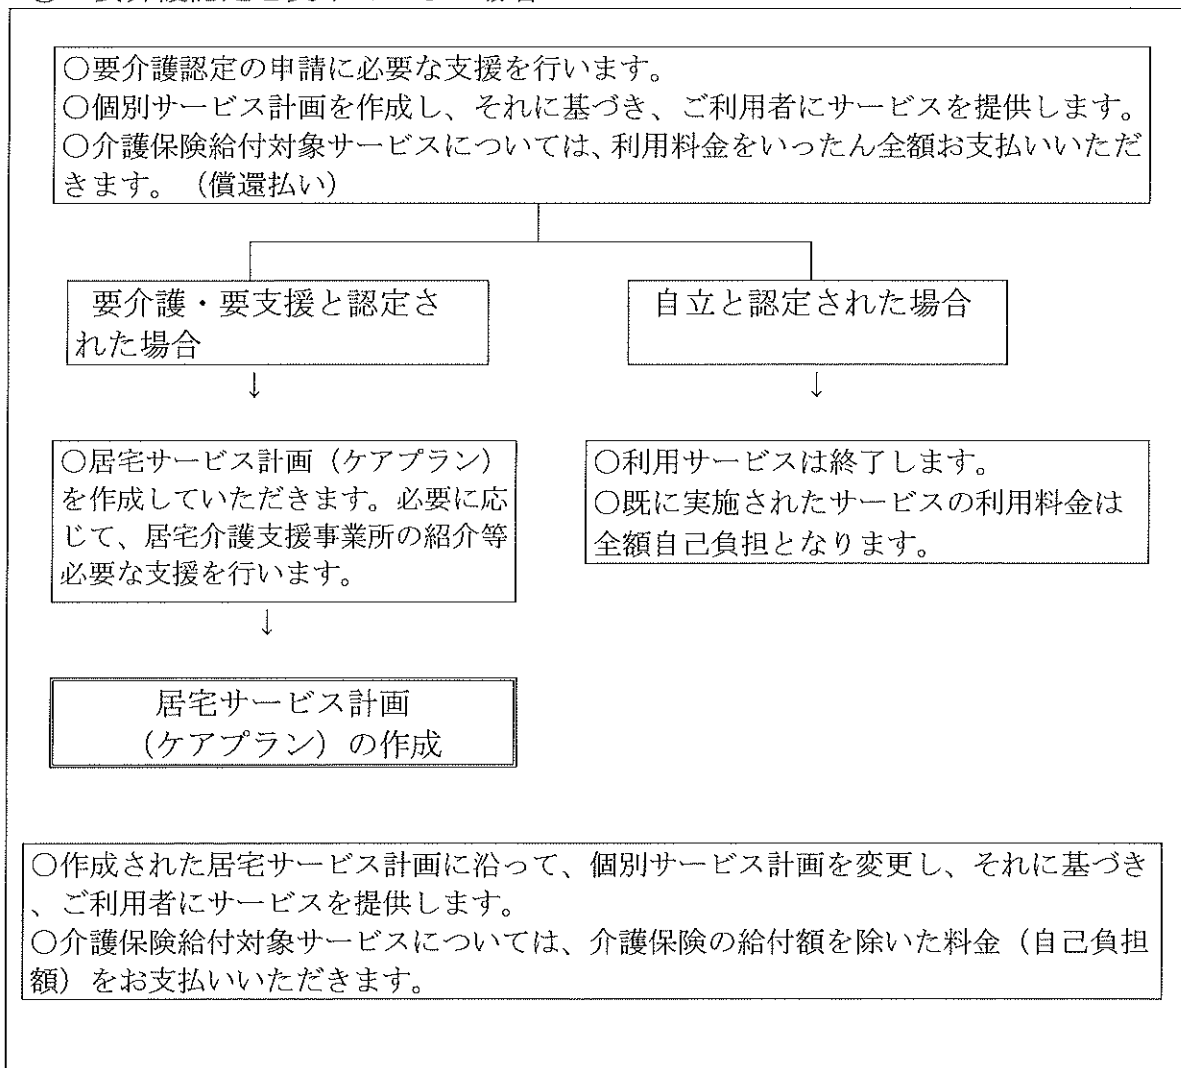 ○要介護認定の申請に必要な支援を行います。
○個別サービス計画を作成し、それに基づき、ご利用者にサービスを提供します。
○介護保険給付対象サービスについては、利用料金をいったん全額お支払いいただ
きます。（償還払い）
要介護・要支援と認定さ
れた場合
自立と認定された場合
↓
↓
○居宅サービス計画（ケアプラン）
を作成していただきます。必要に応
じて、居宅介護支援事業所の紹介等
必要な支援を行います。
○利用サービスは終了します。
○既に実施されたサービスの利用料金は
全額自己負担となります。
↓
居宅サービス計画
（ケアプラン）の作成
○作成された居宅サービス計画に沿って、個別サービス計画を変更し、それに基づき
、ご利用者にサービスを提供します。
○介護保険給付対象サービスについては、介護保険の給付額を除いた料金（自己負担
額）をお支払いいただきます。